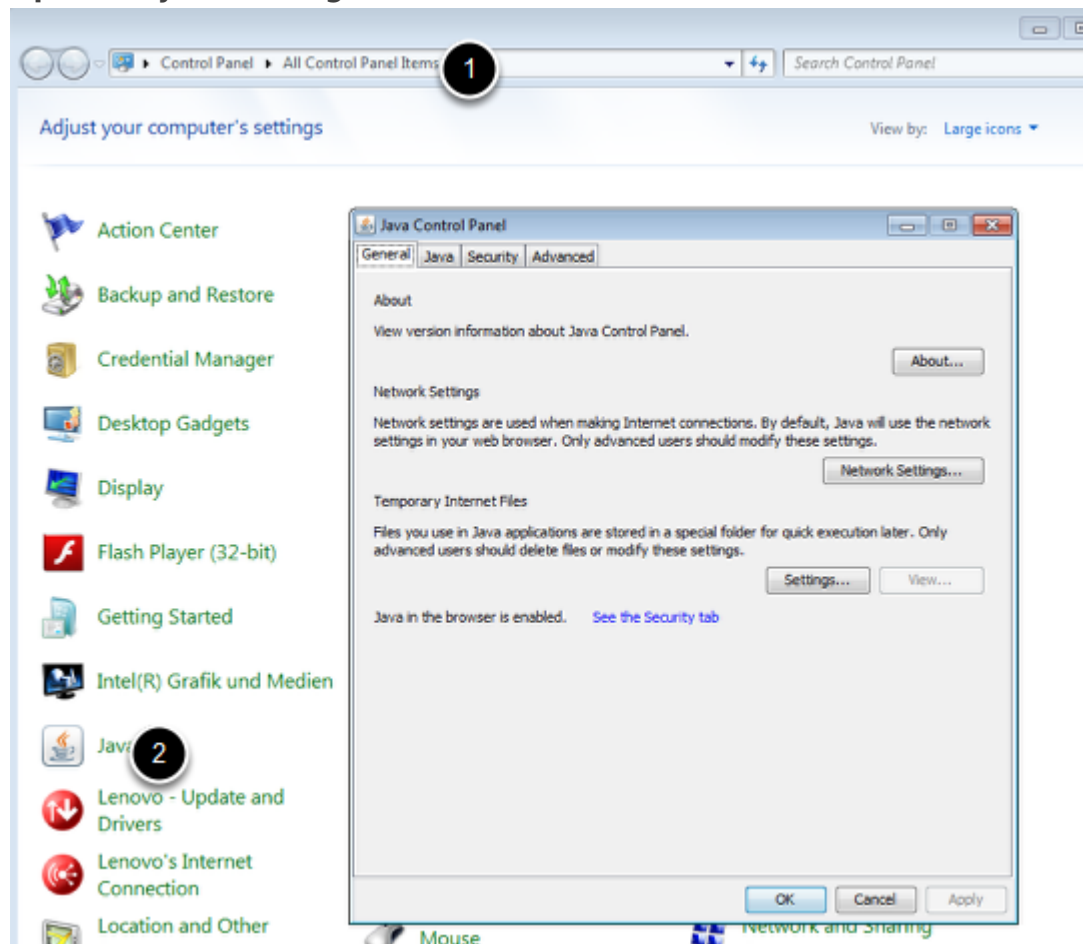 Control Panel ▸ All Control Panel Items
1
Search Control Panel
Adjust your computer's settings
View by: Large icons
Action Center
Backup and Restore
Credential Manager
Desktop Gadgets
Display
Flash Player (32-bit)
Getting Started
Intel(R) Grafik und Medien
Java
2
Lenovo - Update and
Drivers
Lenovo's Internet
Connection
Location and Other
Java Control Panel
General Java Security Advanced
About
View version information about Java Control Panel.
About...
Network Settings
Network settings are used when making Internet connections. By default, Java will use the network
settings in your web browser. Only advanced users should modify these settings.
Network Settings...
Temporary Internet Files
Files you use in Java applications are stored in a special folder for quick execution later. Only
advanced users should delete files or modify these settings.
Settings... View...
Java in the browser is enabled. See the Security tab
OK Cancel Apply
Mouse
Network and Sharing